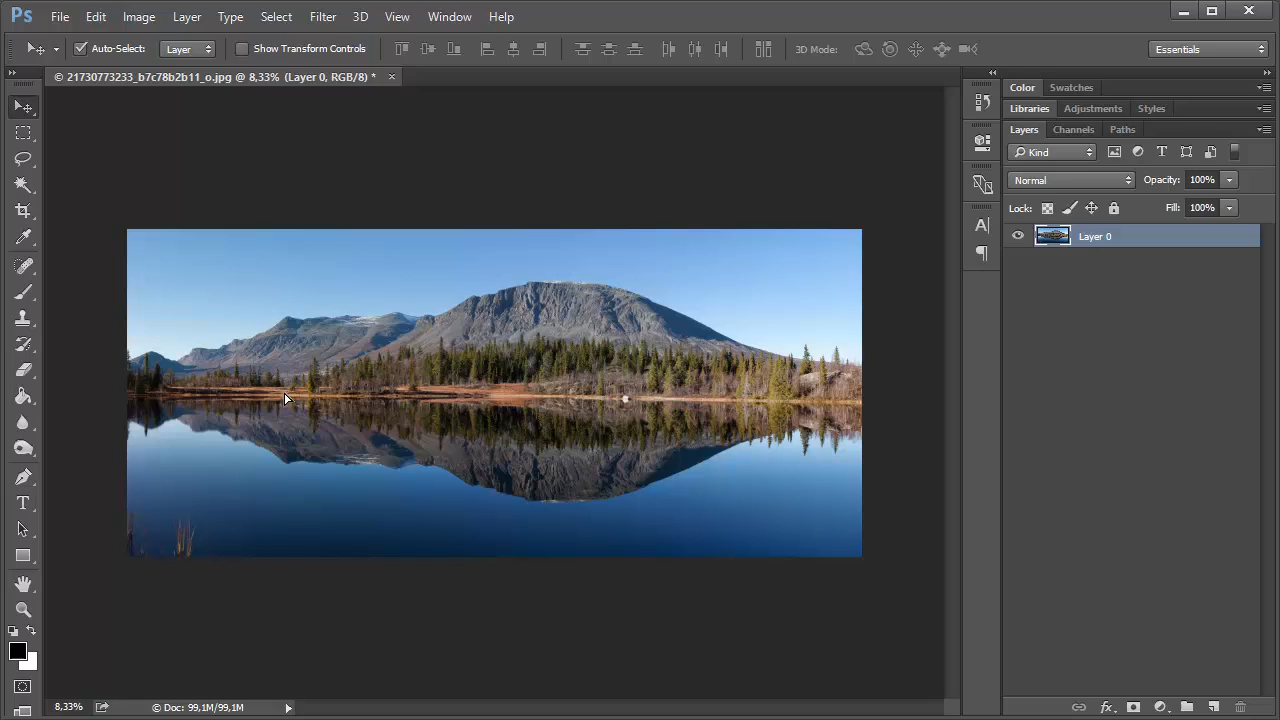 Ps File Edit Image Layer Type Select Filter 3D View Window Help
Auto-Select: Layer Show Transform Controls 3D Mode: Essentials
© 21730773233_b7c78b2b11_o.jpg @ 8,33% (Layer 0, RGB/8) * ×
Color Swatches
Libraries Adjustments Styles
Layers Channels Paths
Kind
Normal Opacity: 100%
Lock: Fill: 100%
Layer 0
8,33% © Doc: 99,1M/99,1M